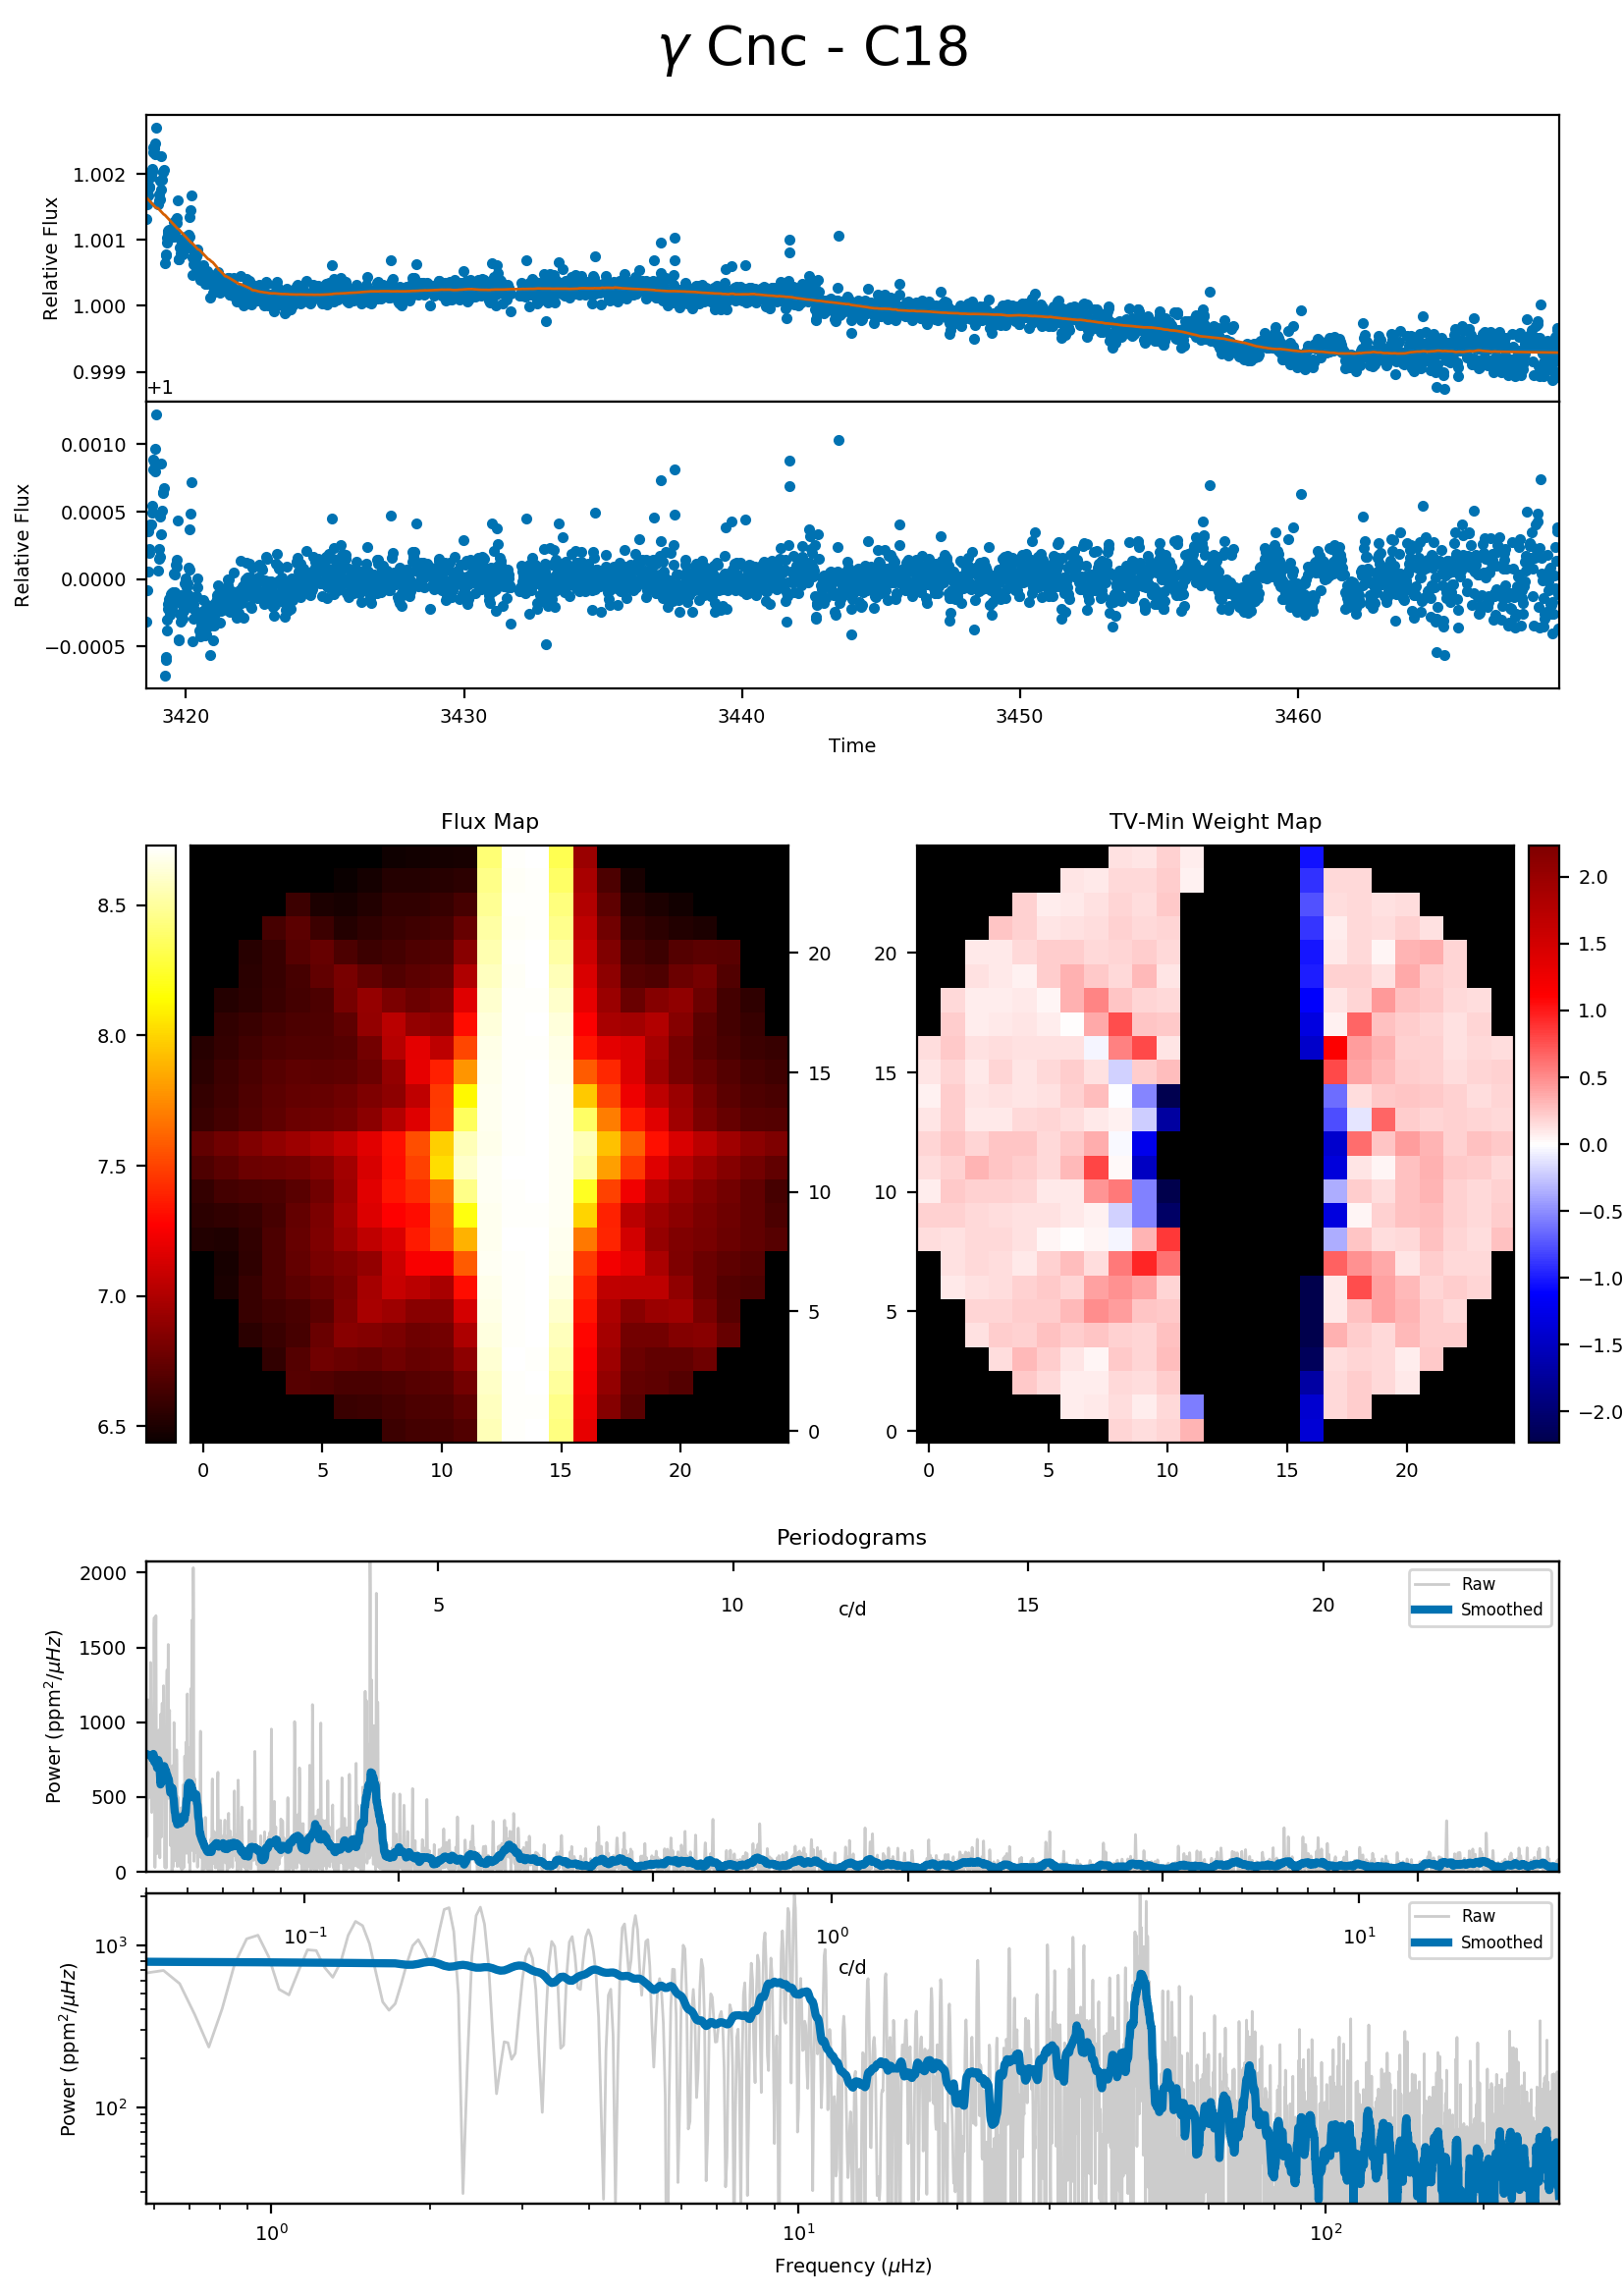 γ Cnc - C18
1.002
1.001
1.000
0.999
Relative Flux
+1
0.0010
0.0005
0.0000
−0.0005
Relative Flux
3420 3430 3440 3450 3460
Time
Flux Map TV-Min Weight Map
8.5
8.0
7.5
7.0
6.5
20
15
10
5
0
0 5 10 15 20
20
15
10
5
0
0 5 10 15 20
2.0
1.5
1.0
0.5
0.0
−0.5
−1.0
−1.5
−2.0
Periodograms
2000
1500
1000
500
0
Power (ppm²/μHz)
5 10 15 20
c/d
Raw
Smoothed
10³
10²
Power (ppm²/μHz)
10⁻¹ 10⁰ 10¹
c/d
Raw
Smoothed
10⁰ 10¹ 10²
Frequency (μHz)